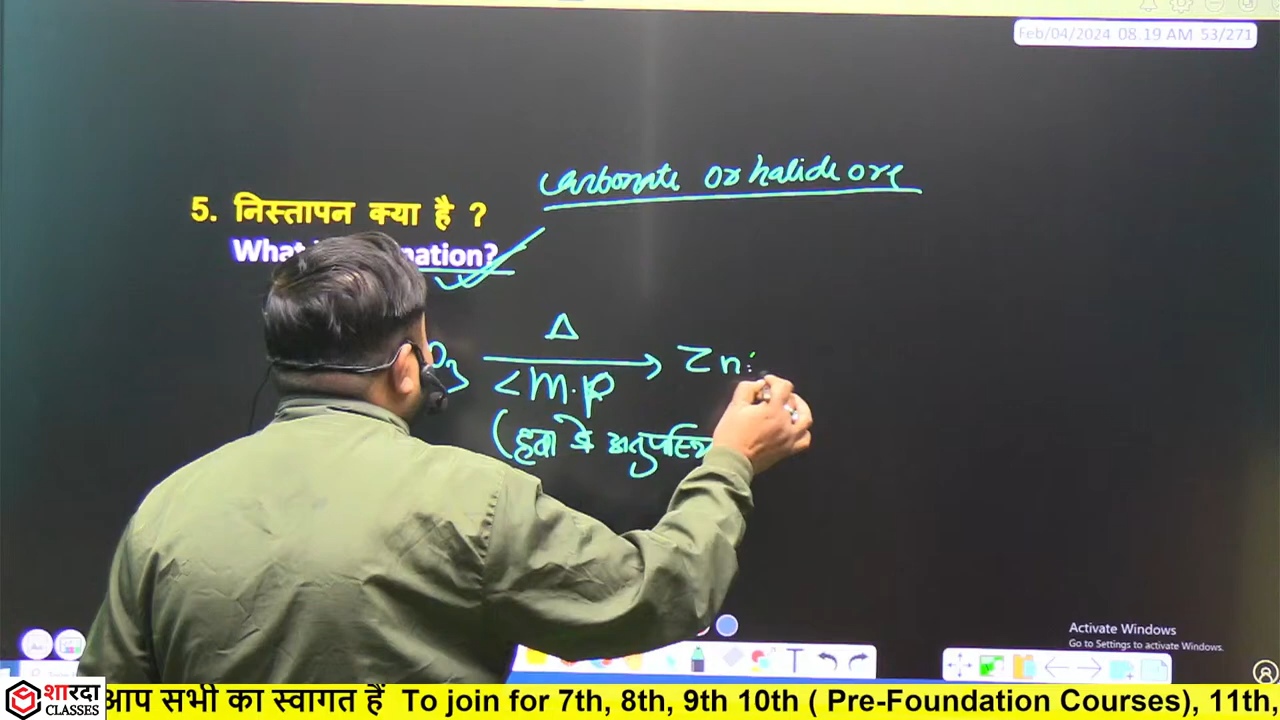 Feb/04/2024 08.19 AM 53/271
carbonate or halide ore
5. निस्तापन क्या है ?
What
nation?
Δ
O3
Zn
< M.P
(हवा के
Activate Windows
Go to Settings to activate Windows.
T
शारदा
CLASSES
आप सभी का स्वागत हैं To join for 7th, 8th, 9th 10th ( Pre-Foundation Courses), 11th,